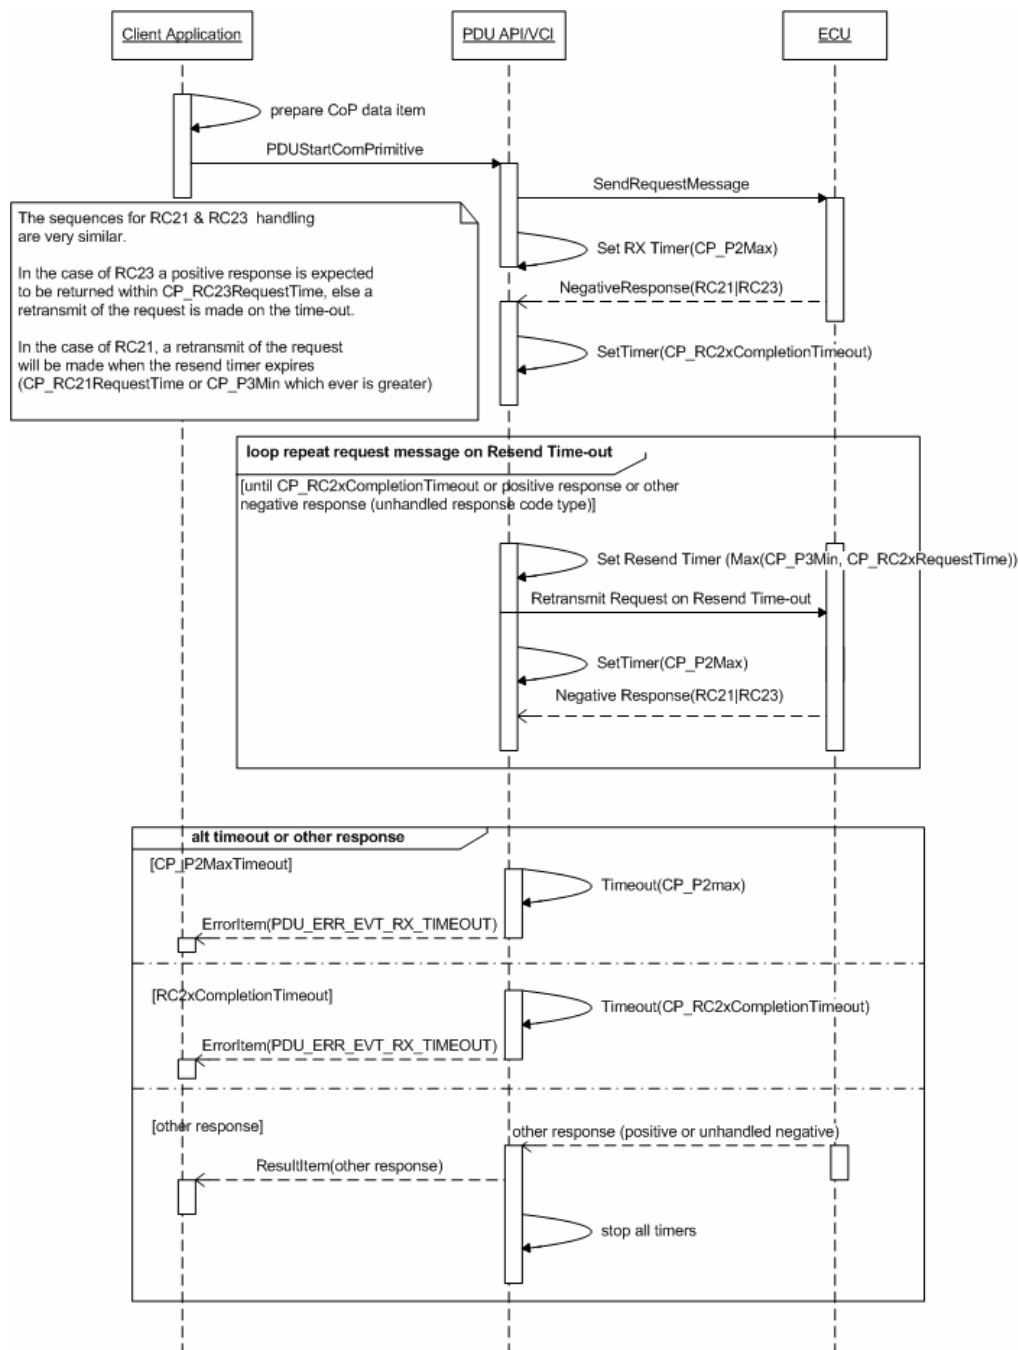 Client Application
PDU API/VCI
ECU
prepare CoP data item
PDUStartComPrimitive
SendRequestMessage
The sequences for RC21 & RC23 handling
are very similar.
In the case of RC23 a positive response is expected
to be returned within CP_RC23RequestTime, else a
retransmit of the request is made on the time-out.
In the case of RC21, a retransmit of the request
will be made when the resend timer expires
(CP_RC21RequestTime or CP_P3Min which ever is greater)
Set RX Timer(CP_P2Max)
NegativeResponse(RC21|RC23)
SetTimer(CP_RC2xCompletionTimeout)
loop repeat request message on Resend Time-out
[until CP_RC2xCompletionTimeout or positive response or other
negative response (unhandled response code type)]
Set Resend Timer (Max(CP_P3Min, CP_RC2xRequestTime))
Retransmit Request on Resend Time-out
SetTimer(CP_P2Max)
Negative Response(RC21|RC23)
alt timeout or other response
[CP_P2MaxTimeout]
Timeout(CP_P2max)
ErrorItem(PDU_ERR_EVT_RX_TIMEOUT)
[RC2xCompletionTimeout]
Timeout(CP_RC2xCompletionTimeout)
ErrorItem(PDU_ERR_EVT_RX_TIMEOUT)
[other response]
other response (positive or unhandled negative)
ResultItem(other response)
stop all timers